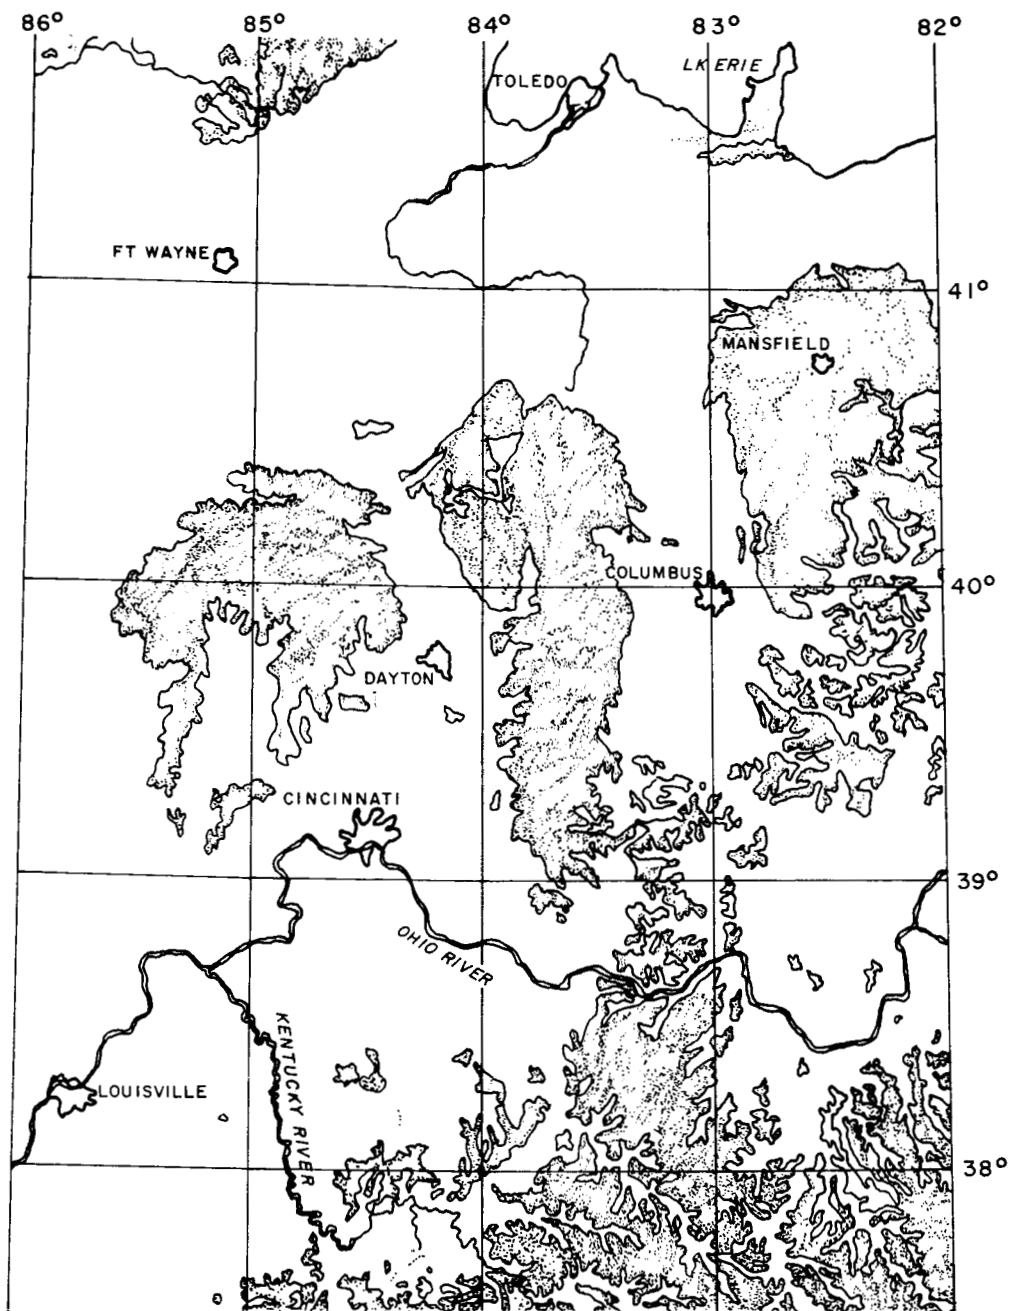 86° 85° 84° 83° 82°
LK ERIE
TOLEDO
FT WAYNE
41°
MANSFIELD
COLUMBUS
40°
DAYTON
CINCINNATI
39°
OHIO RIVER
KENTUCKY RIVER
LOUISVILLE
38°